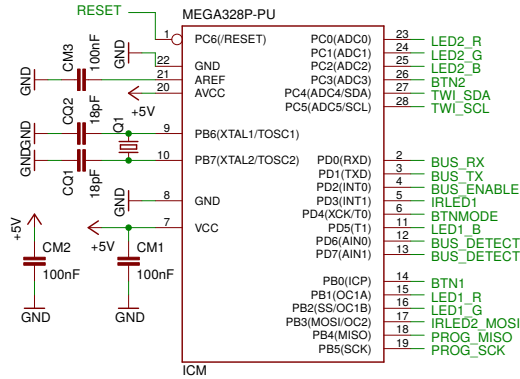 RESET
MEGA328P-PU
1 PC6(/RESET) PC0(ADC0) 23 LED2_R
PC1(ADC1) 24 LED2_G
GND 22 GND PC2(ADC2) 25 LED2_B
CM3 100nF GND 21 AREF PC3(ADC3) 26 BTN2
+5V 20 AVCC PC4(ADC4/SDA) 27 TWI_SDA
PC5(ADC5/SCL) 28 TWI_SCL
CQ2 18pF GND Q1 9 PB6(XTAL1/TOSC1)
CQ1 18pF GND 10 PB7(XTAL2/TOSC2) PD0(RXD) 2 BUS_RX
PD1(TXD) 3 BUS_TX
PD2(INT0) 4 BUS_ENABLE
GND 8 GND PD3(INT1) 5 IRLED1
PD4(XCK/T0) 6 BTNMODE
+5V +5V 7 VCC PD5(T1) 11 LED1_B
PD6(AIN0) 12 BUS_DETECT
PD7(AIN1) 13 BUS_DETECT
CM2 CM1
100nF 100nF
PB0(ICP) 14 BTN1
PB1(OC1A) 15 LED1_R
PB2(SS/OC1B) 16 LED1_G
GND GND PB3(MOSI/OC2) 17 IRLED2_MOSI
PB4(MISO) 18 PROG_MISO
PB5(SCK) 19 PROG_SCK
ICM